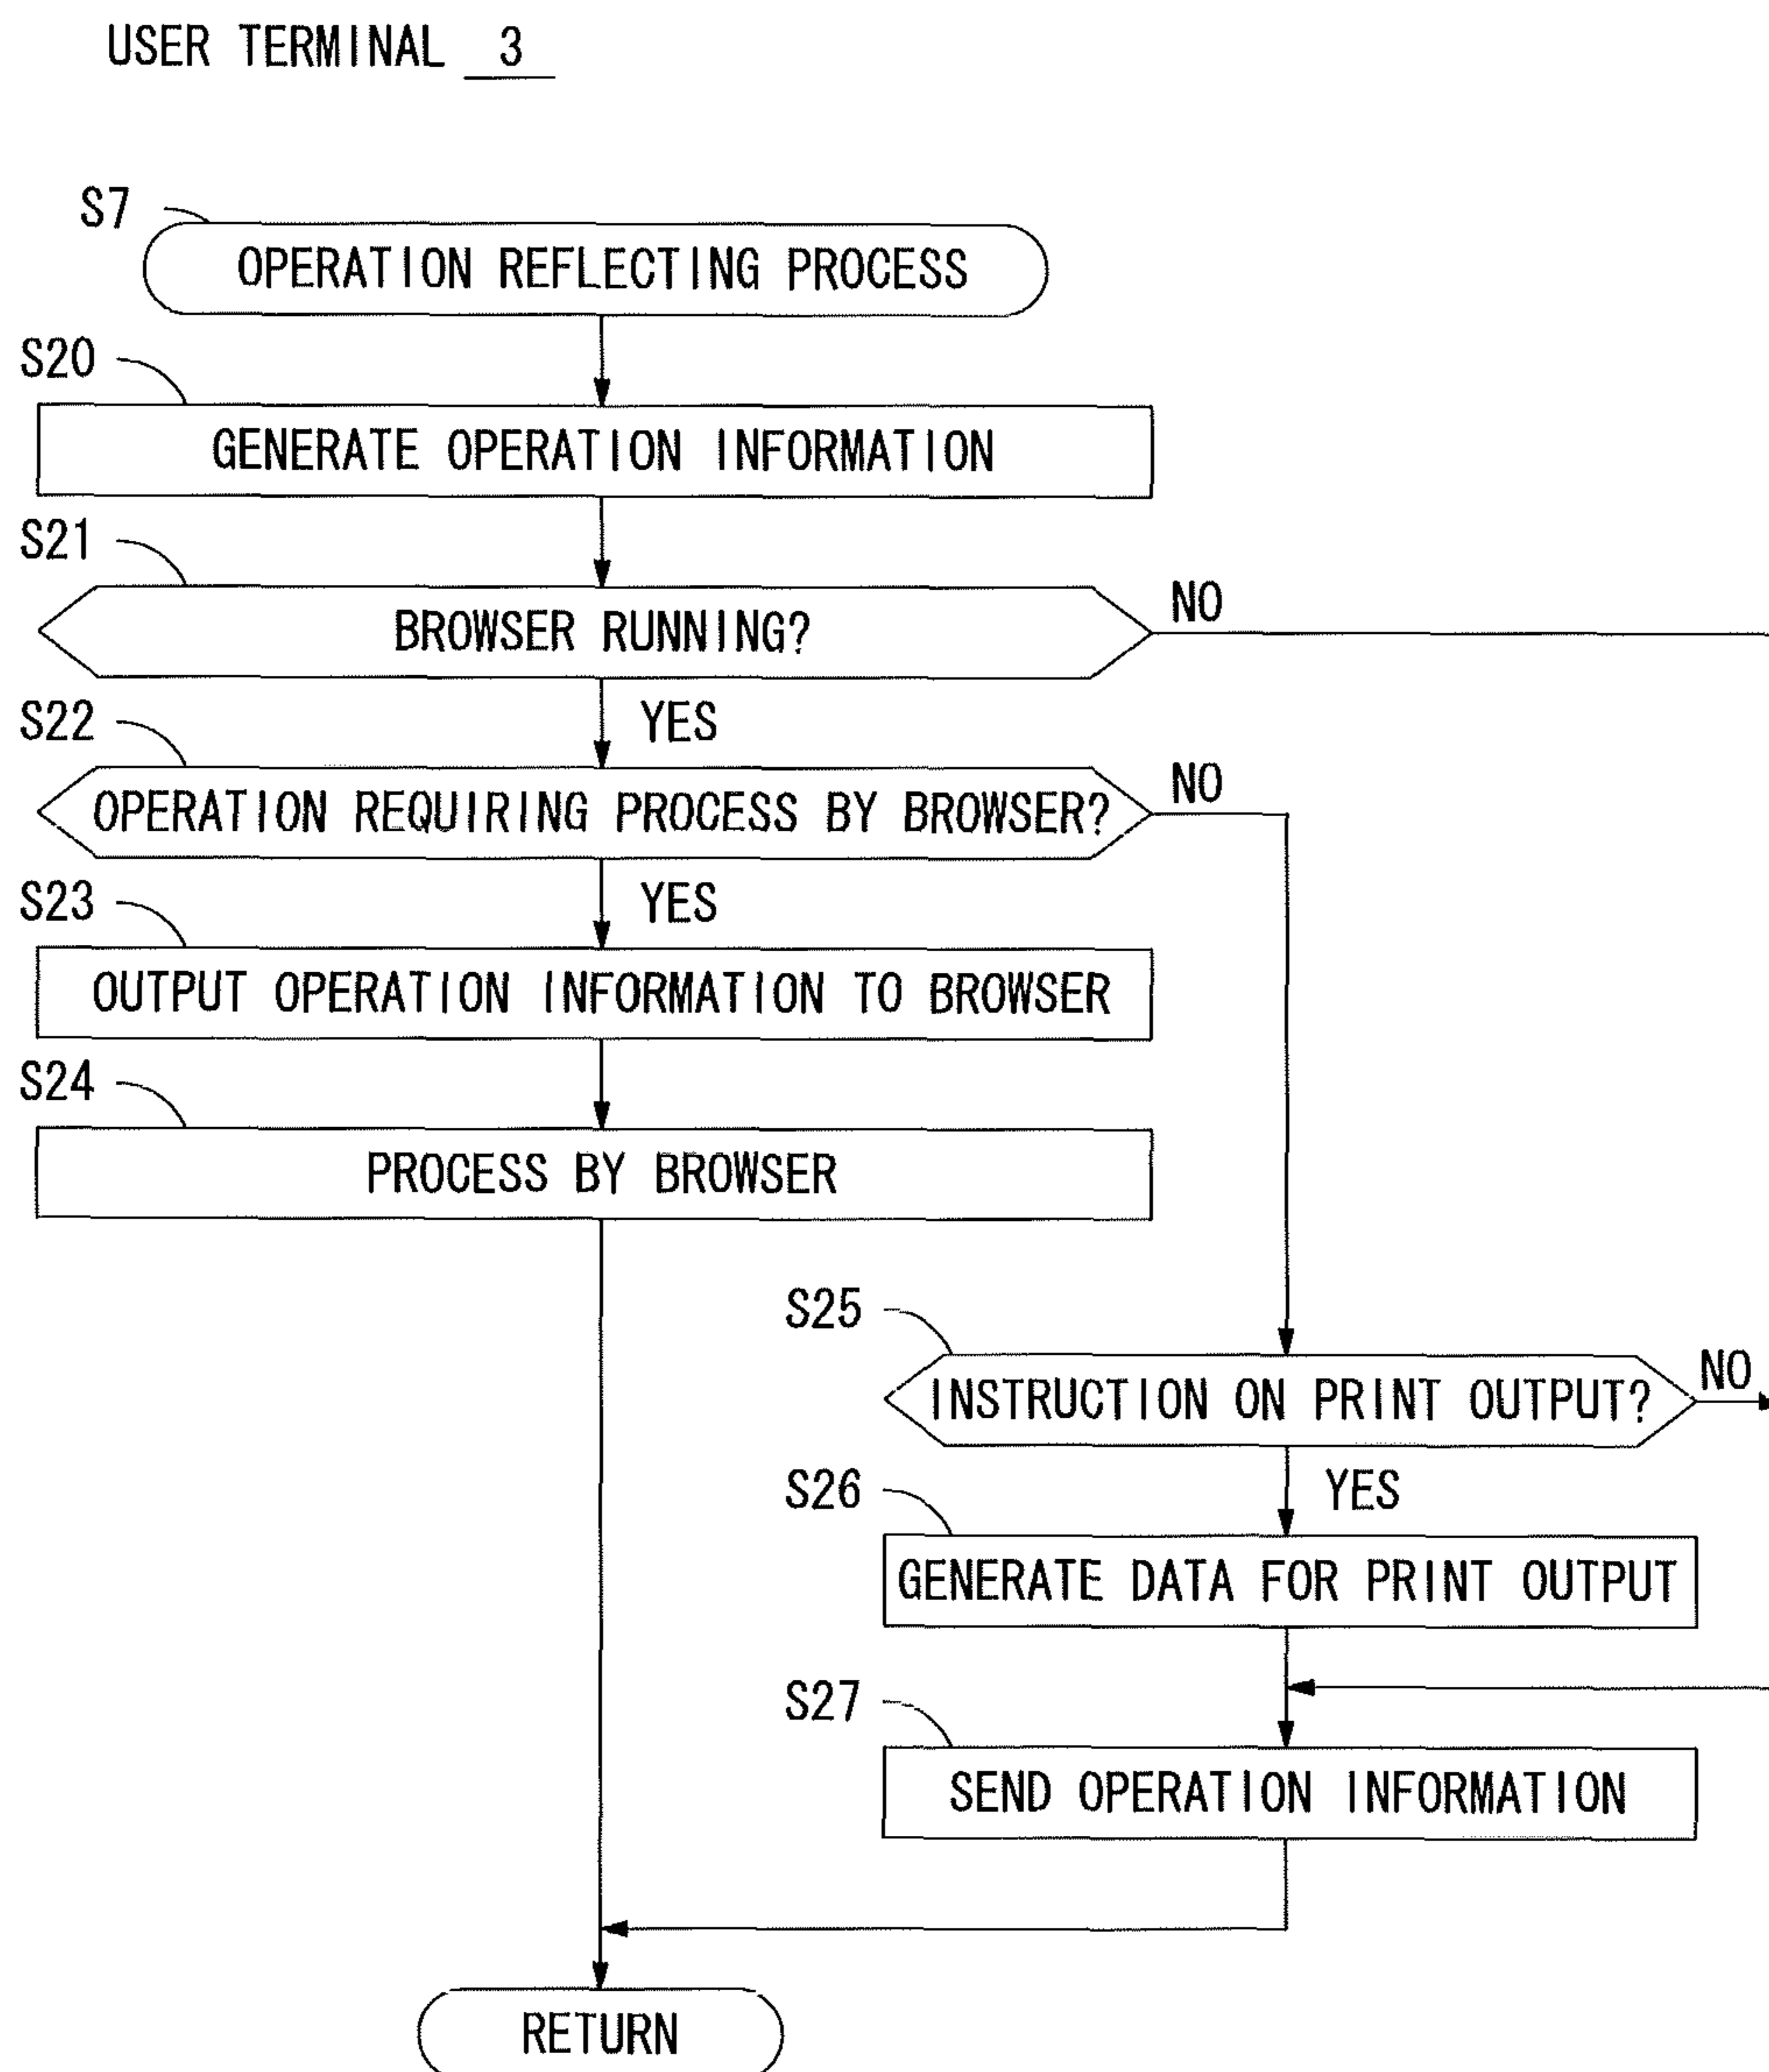 USER TERMINAL 3
S7
OPERATION REFLECTING PROCESS
S20
GENERATE OPERATION INFORMATION
S21
BROWSER RUNNING?
NO
YES
S22
OPERATION REQUIRING PROCESS BY BROWSER?
NO
YES
S23
OUTPUT OPERATION INFORMATION TO BROWSER
S24
PROCESS BY BROWSER
S25
INSTRUCTION ON PRINT OUTPUT?
NO
YES
S26
GENERATE DATA FOR PRINT OUTPUT
S27
SEND OPERATION INFORMATION
RETURN